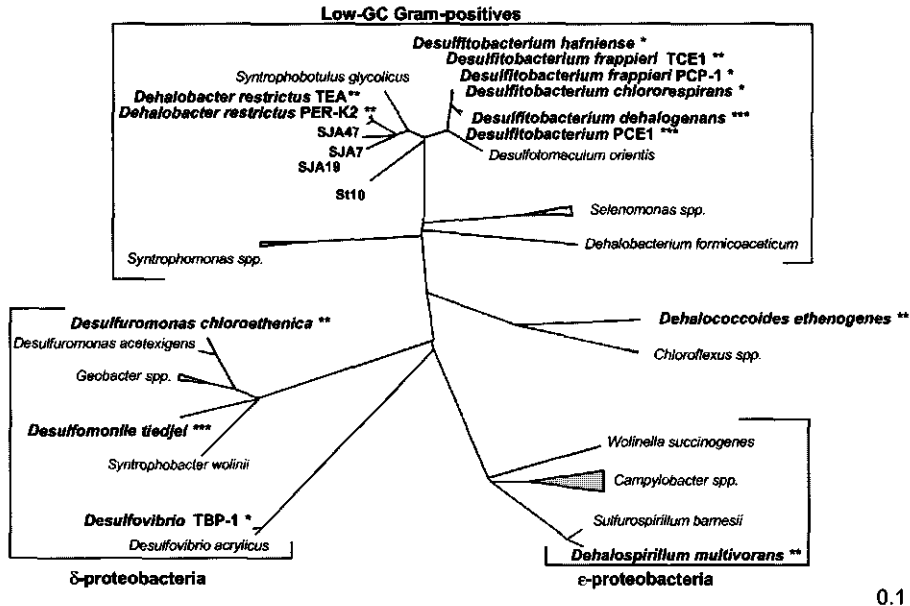 Low-GC Gram-positives
Desulfitobacterium hafniense *
Desulfitobacterium frappieri TCE1 **
Syntrophobotulus glycolicus
Desulfitobacterium frappieri PCP-1 *
Dehalobacter restrictus TEA**
Desulfitobacterium chlororespirans *
Dehalobacter restrictus PER-K2 **
Desulfitobacterium dehalogenans ***
SJA47
Desulfitobacterium PCE1 ***
SJA7
Desulfotomaculum orientis
SJA19
St10
Selenomonas spp.
Dehalobacterium formicoaceticum
Syntrophomonas spp.
Desulfuromonas chloroethenica **
Dehalococcoides ethenogenes **
Desulfuromonas acetexigens
Chloroflexus spp.
Geobacter spp.
Desulfomonile tiedjei ***
Wolinella succinogenes
Syntrophobacter wolinii
Campylobacter spp.
Desulfovibrio TBP-1 *
Sulfurospirillum barnesii
Desulfovibrio acrylicus
Dehalospirillum multivorans **
δ-proteobacteria
ε-proteobacteria
0.1